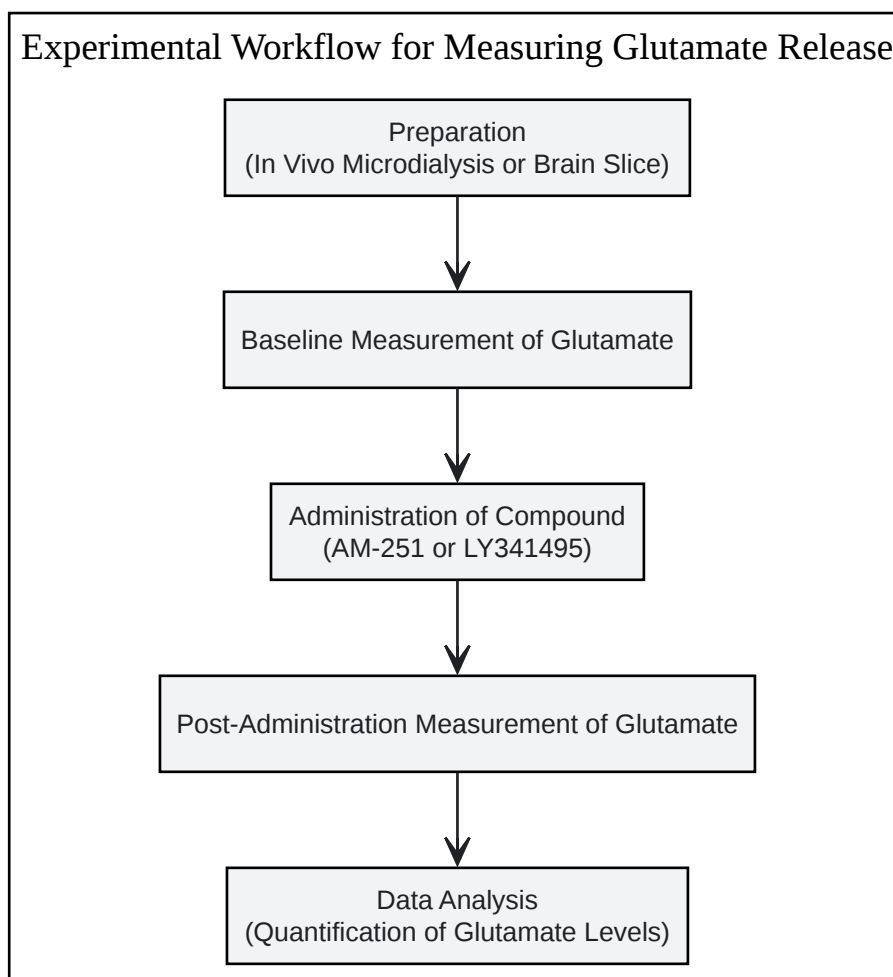 Experimental Workflow for Measuring Glutamate Release
Preparation
(In Vivo Microdialysis or Brain Slice)
Baseline Measurement of Glutamate
Administration of Compound
(AM-251 or LY341495)
Post-Administration Measurement of Glutamate
Data Analysis
(Quantification of Glutamate Levels)